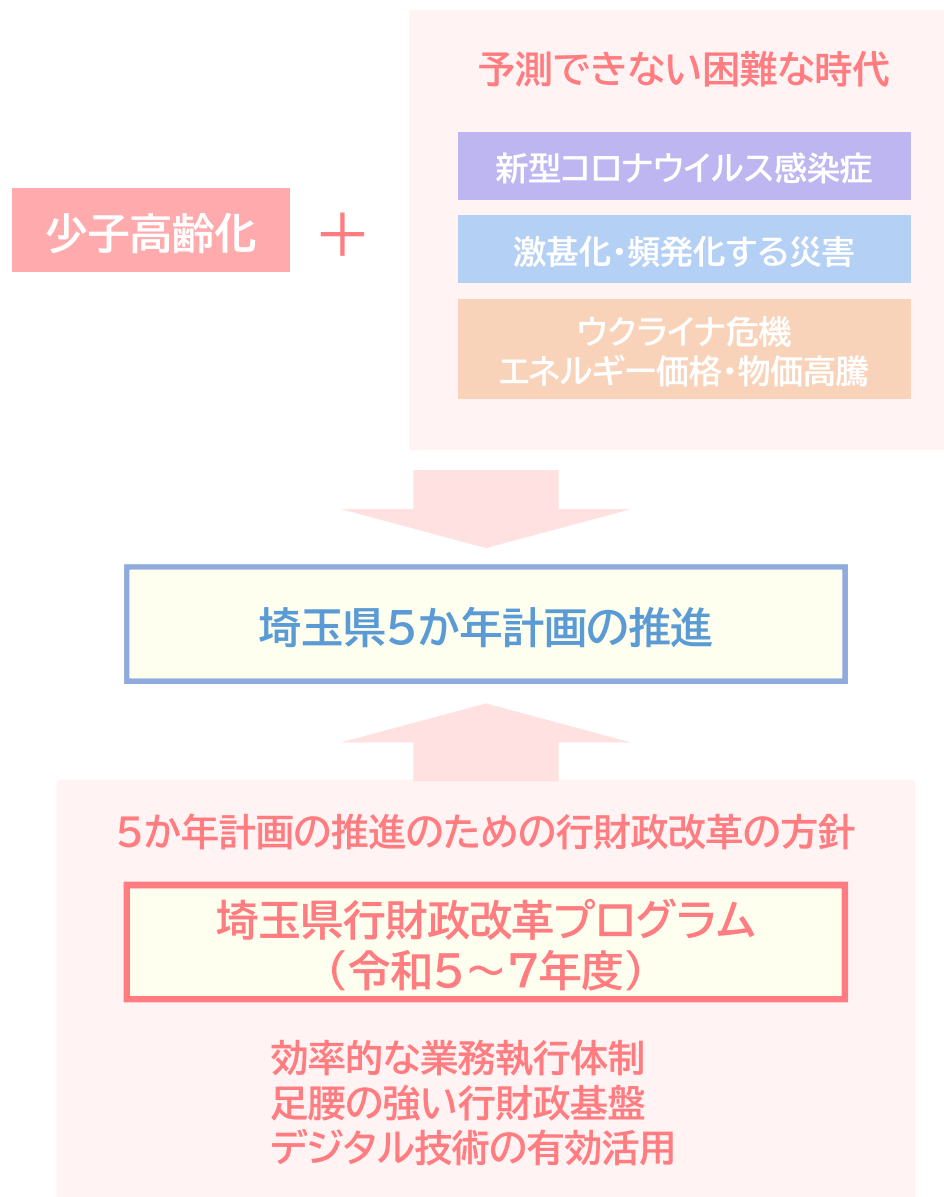 予測できない困難な時代
新型コロナウイルス感染症
少子高齢化
＋
激甚化・頻発化する災害
ウクライナ危機
エネルギー価格・物価高騰
埼玉県５か年計画の推進
５か年計画の推進のための行財政改革の方針
埼玉県行財政改革プログラム
（令和５～７年度）
効率的な業務執行体制
足腰の強い行財政基盤
デジタル技術の有効活用